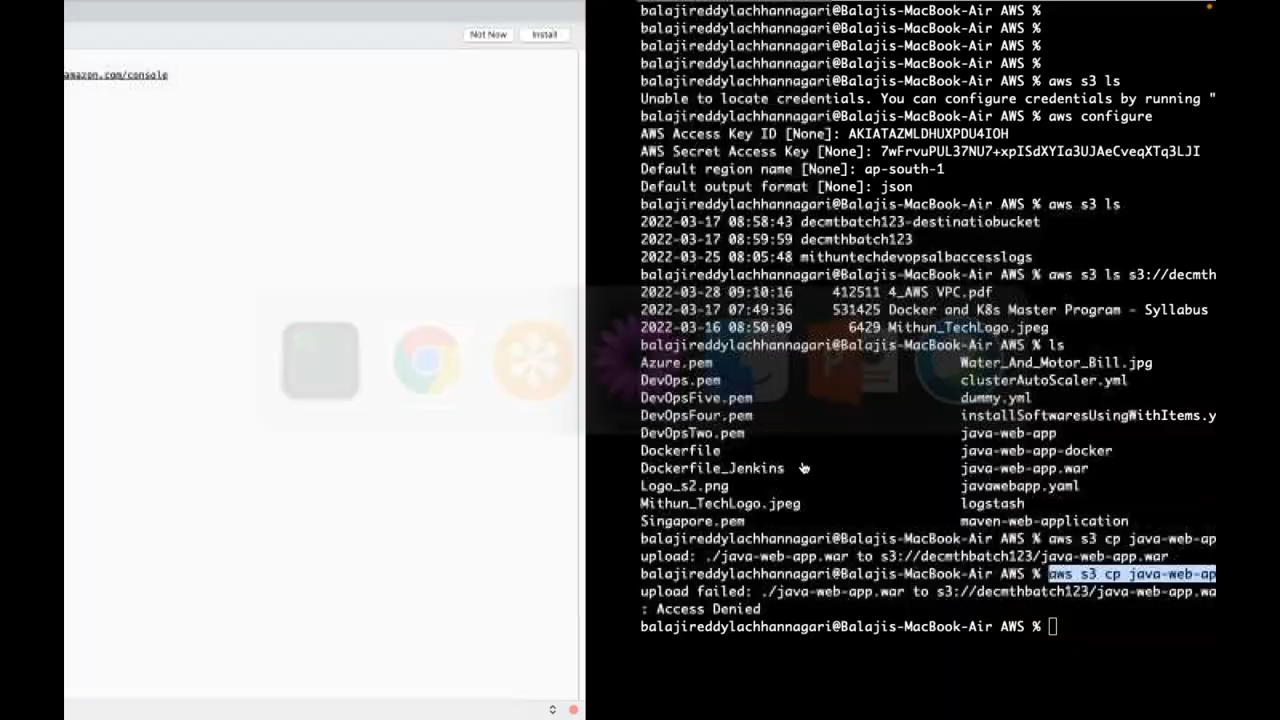 Not Now
Install
amazon.com/console
balajireddylachhannagari@Balajis-MacBook-Air AWS %
balajireddylachhannagari@Balajis-MacBook-Air AWS %
balajireddylachhannagari@Balajis-MacBook-Air AWS %
balajireddylachhannagari@Balajis-MacBook-Air AWS %
balajireddylachhannagari@Balajis-MacBook-Air AWS % aws s3 ls
Unable to locate credentials. You can configure credentials by running "
balajireddylachhannagari@Balajis-MacBook-Air AWS % aws configure
AWS Access Key ID [None]: AKIATAZMLDHUXPDU4IOH
AWS Secret Access Key [None]: 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
Default region name [None]: ap-south-1
Default output format [None]: json
balajireddylachhannagari@Balajis-MacBook-Air AWS % aws s3 ls
2022-03-17 08:58:43 decmtbatch123-destinatiobucket
2022-03-17 08:59:59 decmthbatch123
2022-03-25 08:05:48 mithuntechdevopsalbaccesslogs
balajireddylachhannagari@Balajis-MacBook-Air AWS % aws s3 ls s3://decmth
2022-03-28 09:10:16 412511 4_AWS VPC.pdf
2022-03-17 07:49:36 531425 Docker and K8s Master Program - Syllabus
2022-03-16 08:50:09 6429 Mithun_TechLogo.jpeg
balajireddylachhannagari@Balajis-MacBook-Air AWS % ls
Azure.pem Water_And_Motor_Bill.jpg
DevOps.pem clusterAutoScaler.yml
DevOpsFive.pem dummy.yml
DevOpsFour.pem installSoftwaresUsingWithItems.y
DevOpsTwo.pem java-web-app
Dockerfile java-web-app-docker
Dockerfile_Jenkins java-web-app.war
Logo_s2.png javawebapp.yaml
Mithun_TechLogo.jpeg logstash
Singapore.pem maven-web-application
balajireddylachhannagari@Balajis-MacBook-Air AWS % aws s3 cp java-web-ap
upload: ./java-web-app.war to s3://decmthbatch123/java-web-app.war
balajireddylachhannagari@Balajis-MacBook-Air AWS % aws s3 cp java-web-ap
upload failed: ./java-web-app.war to s3://decmthbatch123/java-web-app.wa
: Access Denied
balajireddylachhannagari@Balajis-MacBook-Air AWS %